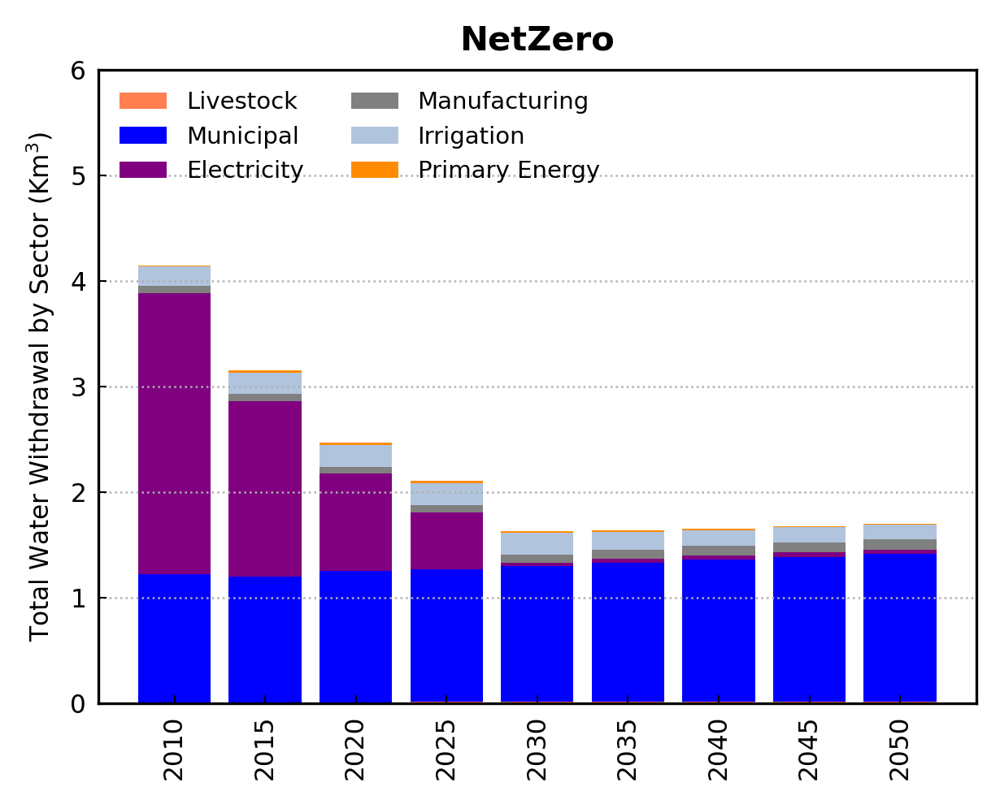 NetZero
Total Water Withdrawal by Sector (Km³)
6
5
4
3
2
1
0
Livestock
Municipal
Electricity
Manufacturing
Irrigation
Primary Energy
2010
2015
2020
2025
2030
2035
2040
2045
2050